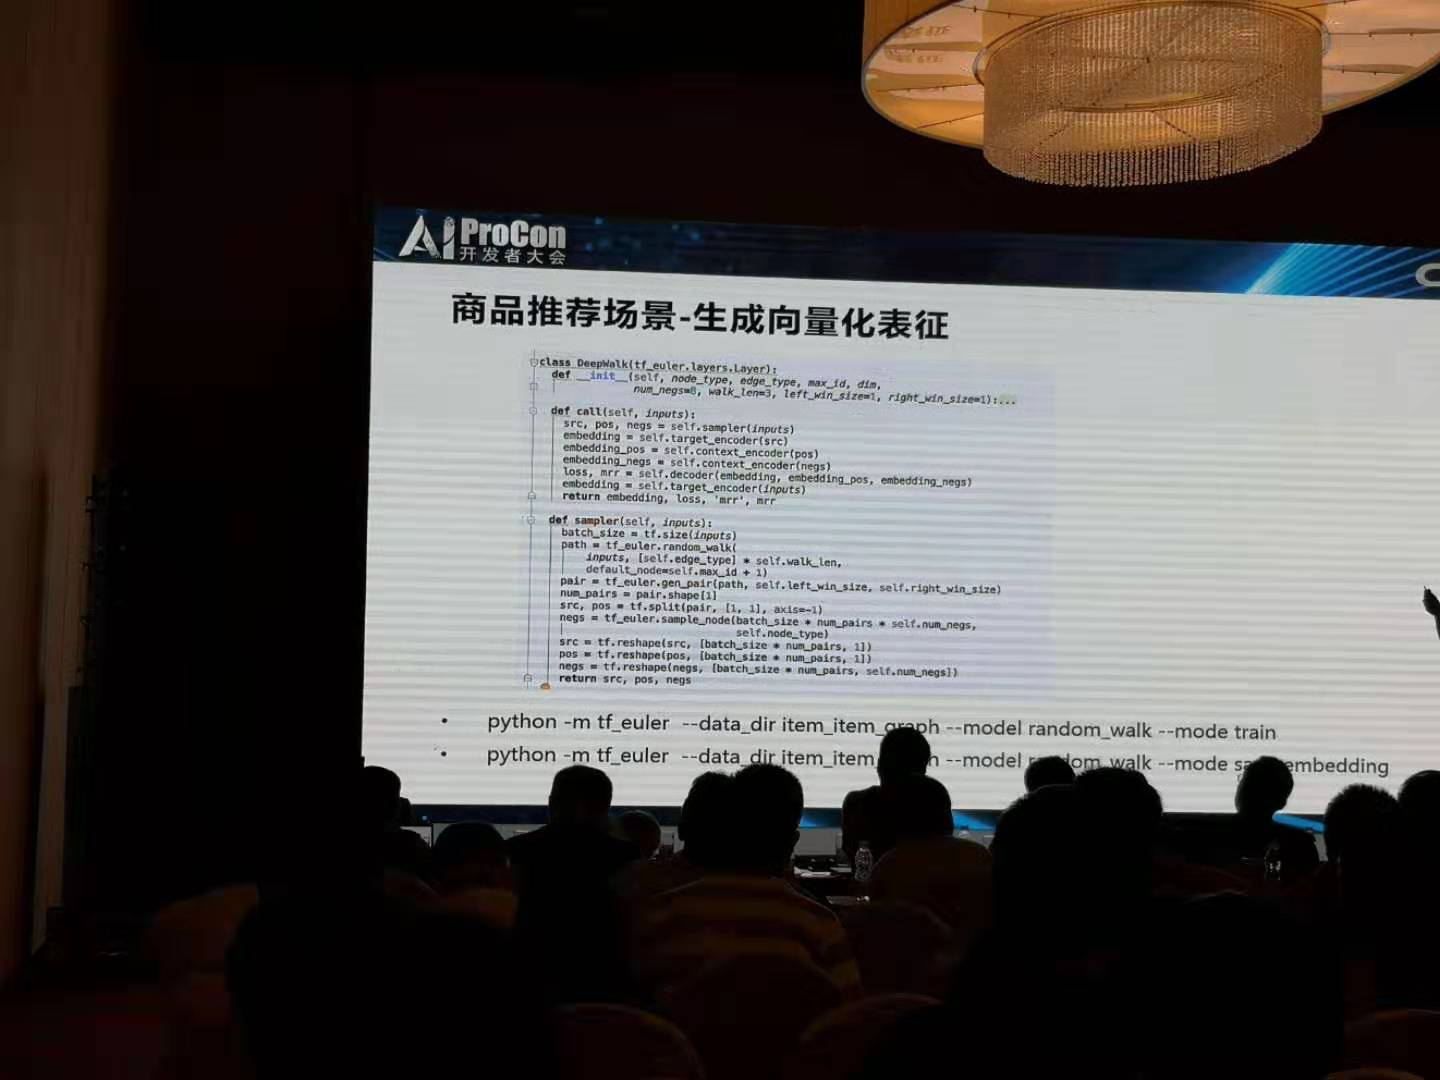 AI ProCon
开发者大会
商品推荐场景-生成向量化表征
class DeepWalk(tf_euler.layers.Layer):
def __init__(self, node_type, edge_type, max_id, dim,
num_negs=8, walk_len=3, left_win_size=1, right_win_size=1):...
def call(self, inputs):
src, pos, negs = self.sampler(inputs)
embedding = self.target_encoder(src)
embedding_pos = self.context_encoder(pos)
embedding_negs = self.context_encoder(negs)
loss, mrr = self.decoder(embedding, embedding_pos, embedding_negs)
embedding = self.target_encoder(inputs)
return embedding, loss, 'mrr', mrr
def sampler(self, inputs):
batch_size = tf.size(inputs)
path = tf_euler.random_walk(
inputs, [self.edge_type] * self.walk_len,
default_node=self.max_id + 1)
pair = tf_euler.gen_pair(path, self.left_win_size, self.right_win_size)
num_pairs = pair.shape[1]
src, pos = tf.split(pair, [1, 1], axis=-1)
negs = tf_euler.sample_node(batch_size * num_pairs * self.num_negs,
self.node_type)
src = tf.reshape(src, [batch_size * num_pairs, 1])
pos = tf.reshape(pos, [batch_size * num_pairs, 1])
negs = tf.reshape(negs, [batch_size * num_pairs, self.num_negs])
return src, pos, negs
• python -m tf_euler --data_dir item_item_graph --model random_walk --mode train
• python -m tf_euler --data_dir item_item --model walk --mode embedding